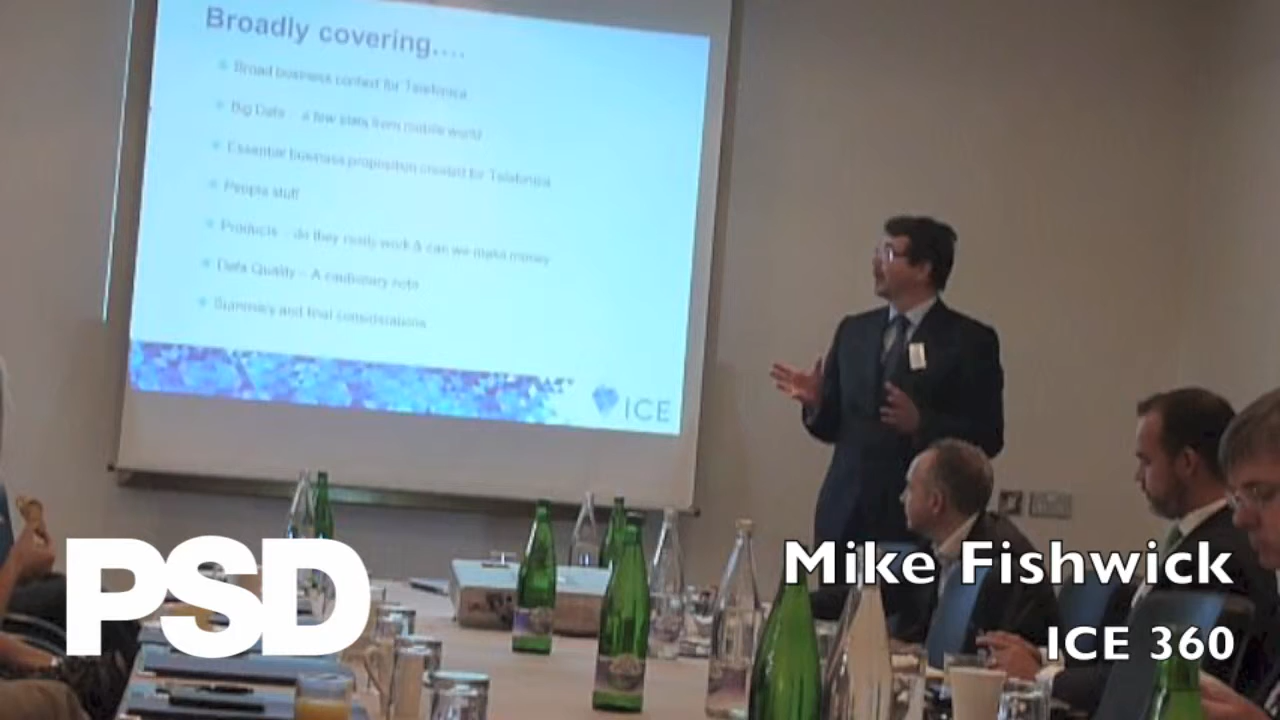 Broadly covering....
Broad business context for Telefonica
Big Data - a few stats from mobile world
Essential business proposition created for Telefonica
People stuff
Products - do they really work & can we make money
Data Quality – A cautionary note
Summary and final considerations
ICE
PSD
Mike Fishwick
ICE 360